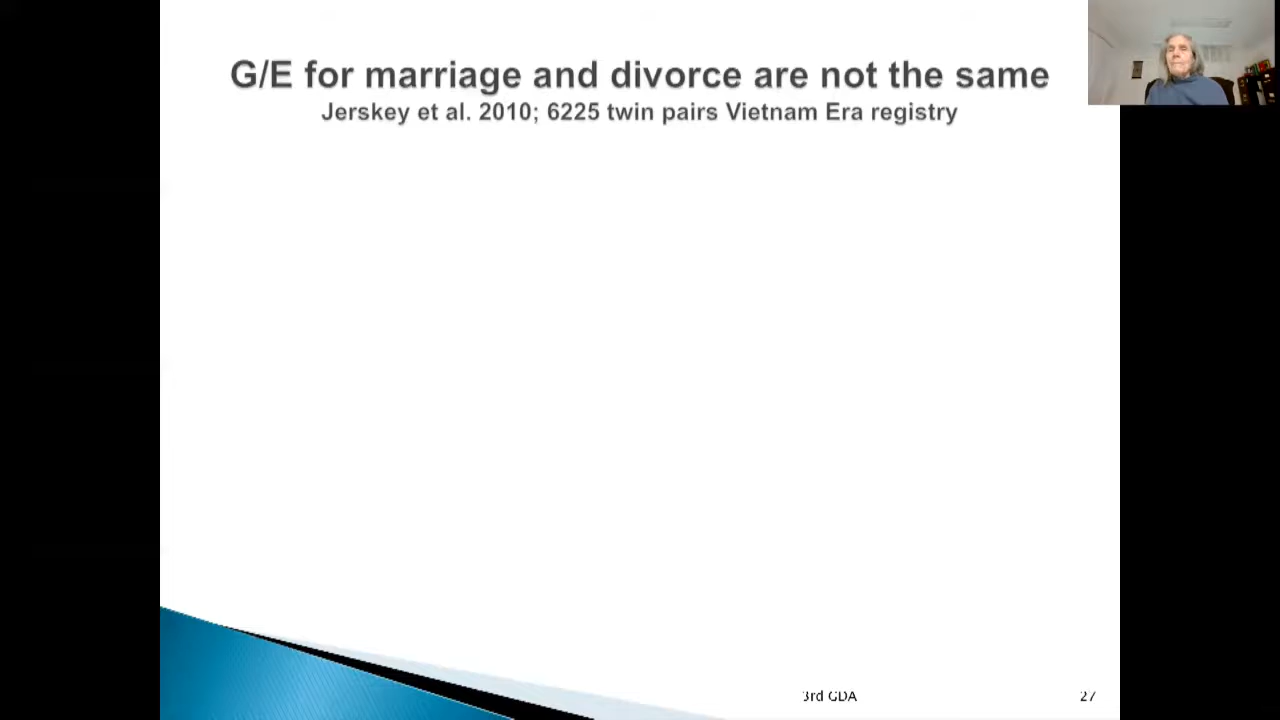 G/E for marriage and divorce are not the same
Jerskey et al. 2010; 6225 twin pairs Vietnam Era registry
3rd GDA
27